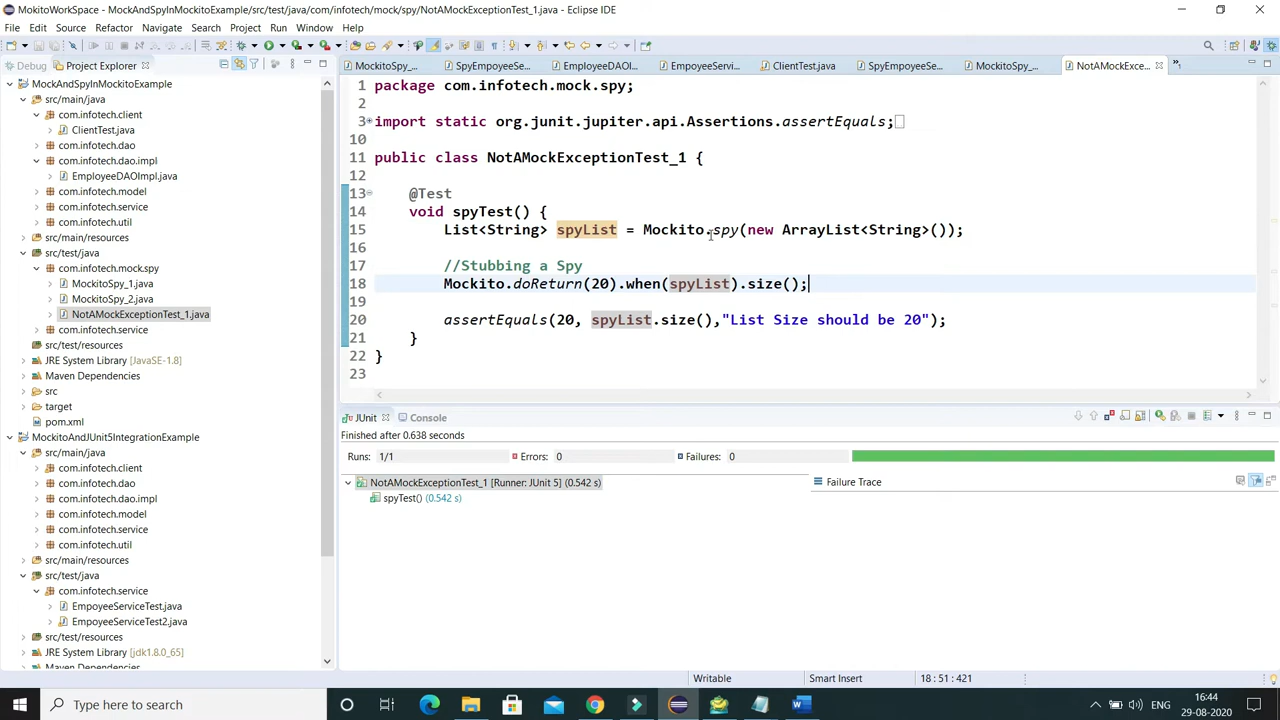 MokitoWorkSpace - MockAndSpyInMockitoExample/src/test/java/com/infotech/mock/spy/NotAMockExceptionTest_1.java - Eclipse IDE
File Edit Source Refactor Navigate Search Project Run Window Help
Debug Project Explorer
MockitoSpy_... SpyEmpoyeeSe... EmployeeDAOI... EmpoyeeServi... ClientTest.java SpyEmpoyeeSe... MockitoSpy_... NotAMockExce...
MockAndSpyInMockitoExample
src/main/java
com.infotech.client
ClientTest.java
com.infotech.dao
com.infotech.dao.impl
EmployeeDAOImpl.java
com.infotech.model
com.infotech.service
com.infotech.util
src/main/resources
src/test/java
com.infotech.mock.spy
MockitoSpy_1.java
MockitoSpy_2.java
NotAMockExceptionTest_1.java
com.infotech.service
src/test/resources
JRE System Library [JavaSE-1.8]
Maven Dependencies
src
target
pom.xml
MockitoAndJUnit5IntegrationExample
src/main/java
com.infotech.client
com.infotech.dao
com.infotech.dao.impl
com.infotech.model
com.infotech.service
com.infotech.util
src/main/resources
src/test/java
com.infotech.service
EmpoyeeServiceTest.java
EmpoyeeServiceTest2.java
src/test/resources
JRE System Library [jdk1.8.0_65]
Maven Dependencies
1 package com.infotech.mock.spy;
2
3 import static org.junit.jupiter.api.Assertions.assertEquals;
10
11 public class NotAMockExceptionTest_1 {
12
13 @Test
14 void spyTest() {
15 List<String> spyList = Mockito.spy(new ArrayList<String>());
16
17 //Stubbing a Spy
18 Mockito.doReturn(20).when(spyList).size();
19
20 assertEquals(20, spyList.size(),"List Size should be 20");
21 }
22 }
23
JUnit Console
Finished after 0.638 seconds
Runs: 1/1 Errors: 0 Failures: 0
NotAMockExceptionTest_1 [Runner: JUnit 5] (0.542 s)
spyTest() (0.542 s)
Failure Trace
Writable Smart Insert 18 : 51 : 421
Type here to search
ENG
16:44
29-08-2020